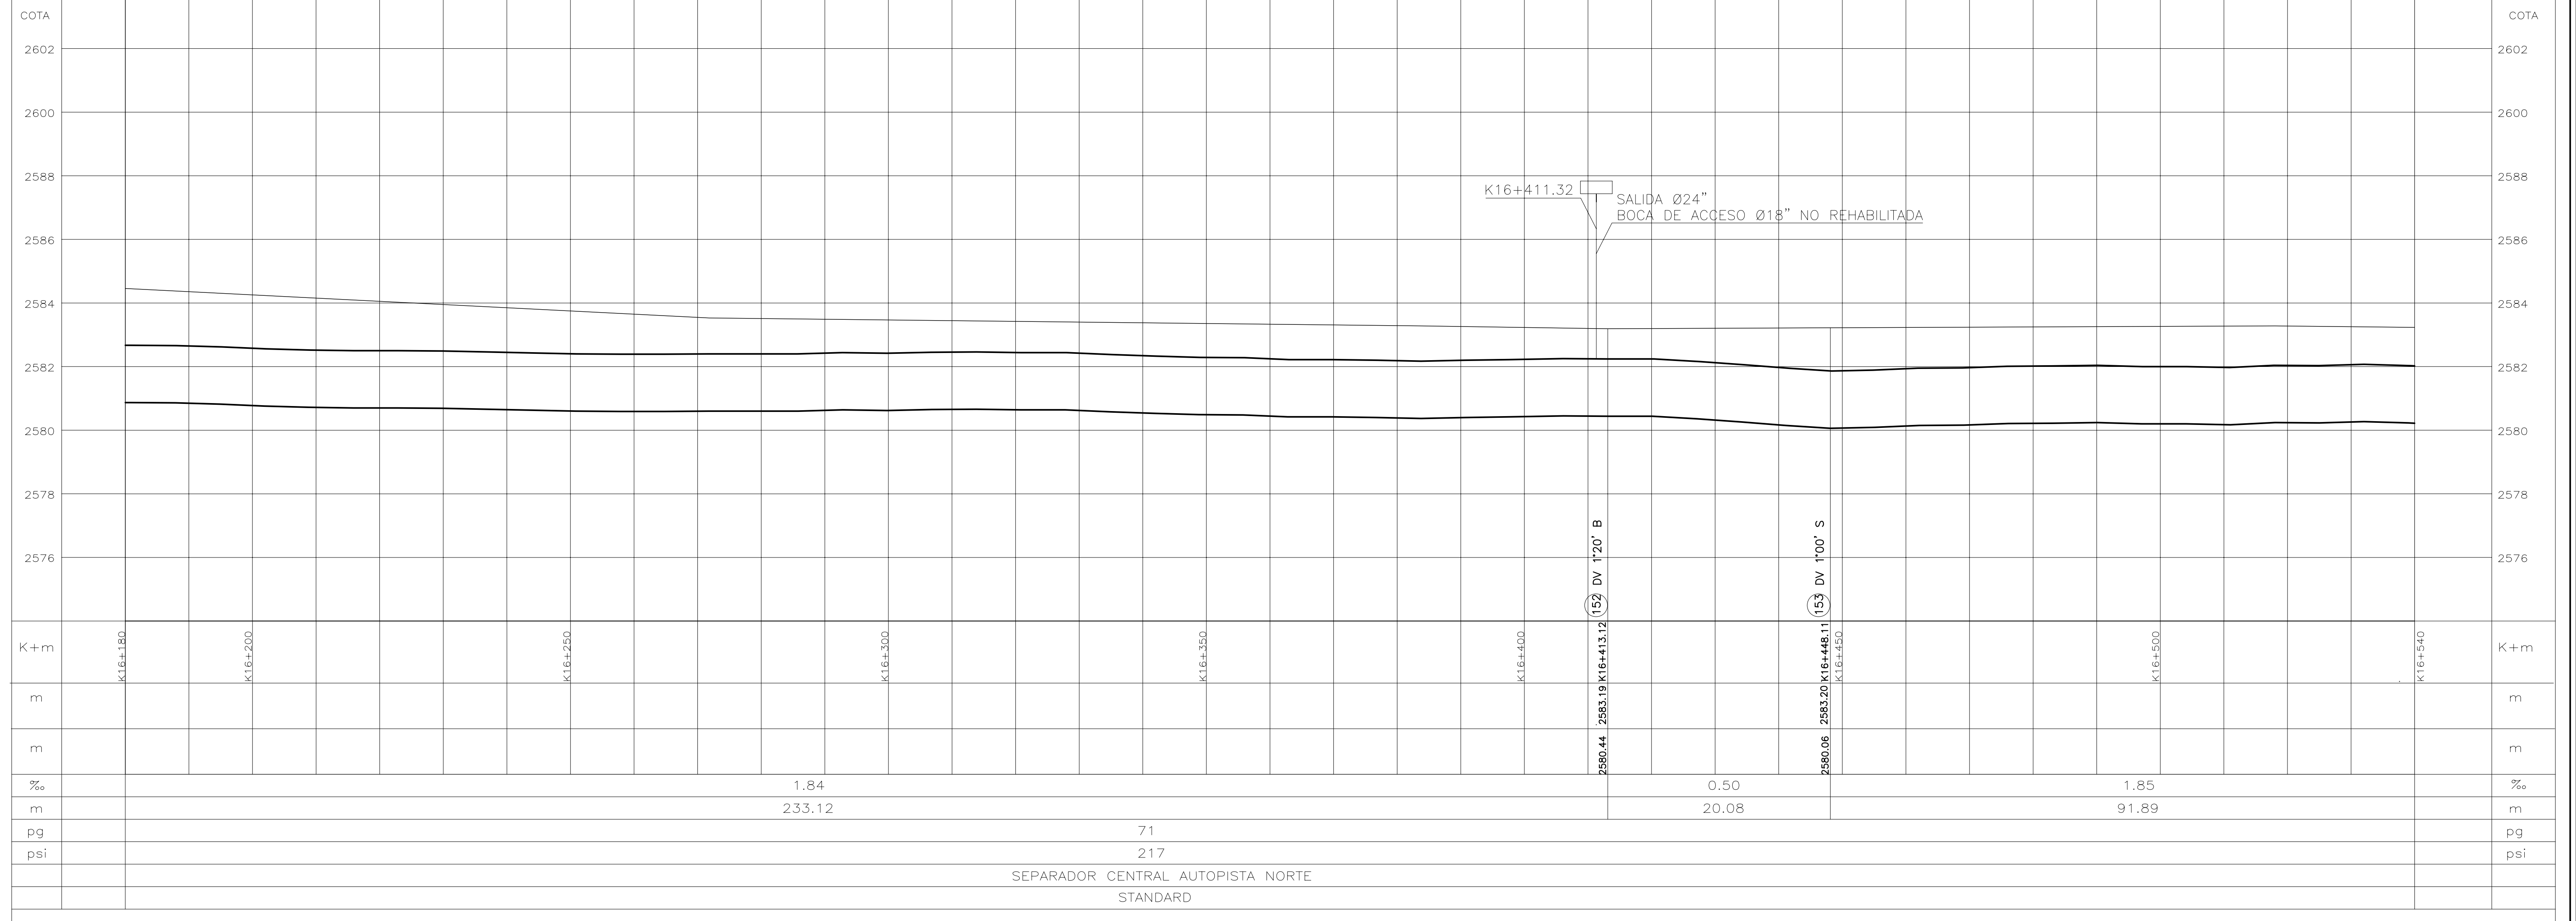 COTA COTA
2602 2602
2600 2600
2588 2588
K16+411.32
SALIDA Ø24"
BOCA DE ACCESO Ø18" NO REHABILITADA
2586 2586
2584 2584
2582 2582
2580 2580
2578 2578
2576 2576
152 DV 1°20' B
153 DV 1°00' S
K+m K16+180 K16+200 K16+250 K16+300 K16+350 K16+400 K16+413.12 K16+448.11 K16+450 K16+500 K16+540 K+m
m 2583.19 2583.20 m
m 2580.44 2580.06 m
‰ 1.84 0.50 1.85 ‰
m 233.12 20.08 91.89 m
pg 71 pg
psi 217 psi
SEPARADOR CENTRAL AUTOPISTA NORTE
STANDARD